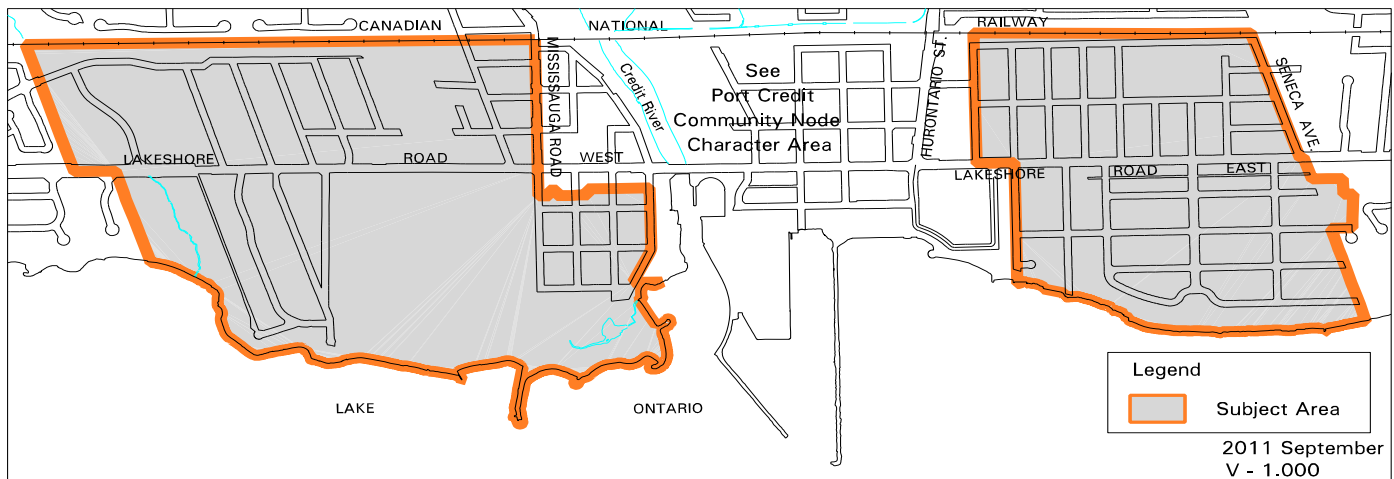 CANADIAN NATIONAL RAILWAY
MISSISSAUGA ROAD
Credit River
See
Port Credit
Community Node
Character Area
HURONTARIO ST.
SENECA AVE.
LAKESHORE ROAD WEST
LAKESHORE ROAD EAST
LAKE ONTARIO
Legend
Subject Area
2011 September
V - 1.000